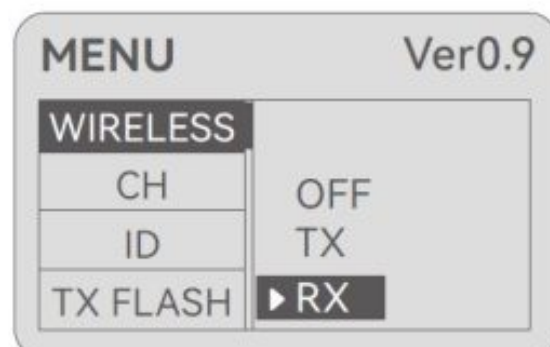 MENU Ver0.9
WIRELESS
CH
OFF
ID
TX
TX FLASH
RX